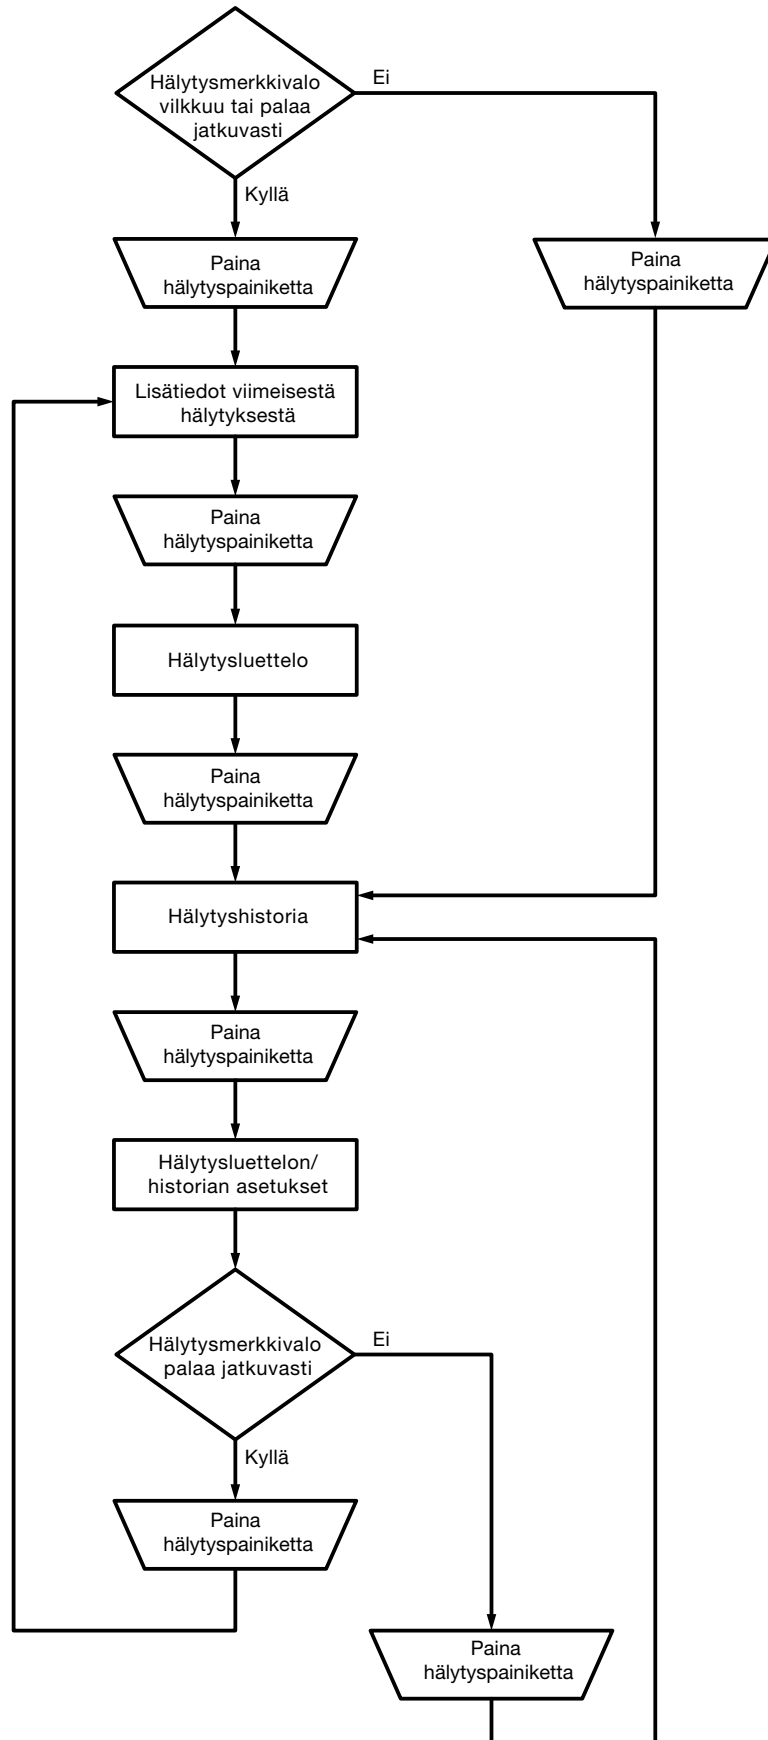 Hälytysmerkkivalo
vilkkuu tai palaa
jatkuvasti
Ei
Kyllä
Paina
hälytyspainiketta
Paina
hälytyspainiketta
Lisätiedot viimeisestä
hälytyksestä
Paina
hälytyspainiketta
Hälytysluettelo
Paina
hälytyspainiketta
Hälytyshistoria
Paina
hälytyspainiketta
Hälytysluettelon/
historian asetukset
Hälytysmerkkivalo
palaa jatkuvasti
Ei
Kyllä
Paina
hälytyspainiketta
Paina
hälytyspainiketta